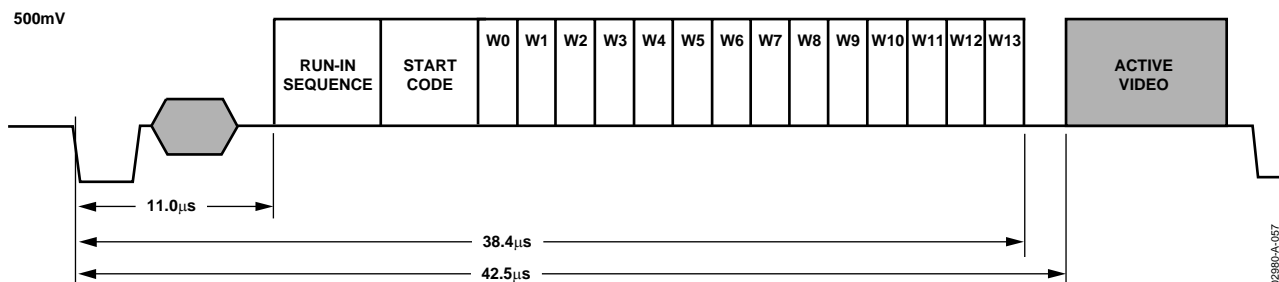 500mV
RUN-IN
SEQUENCE
START
CODE
W0 W1 W2 W3 W4 W5 W6 W7 W8 W9 W10 W11 W12 W13
ACTIVE
VIDEO
11.0μs
38.4μs
42.5μs
02980-A-057